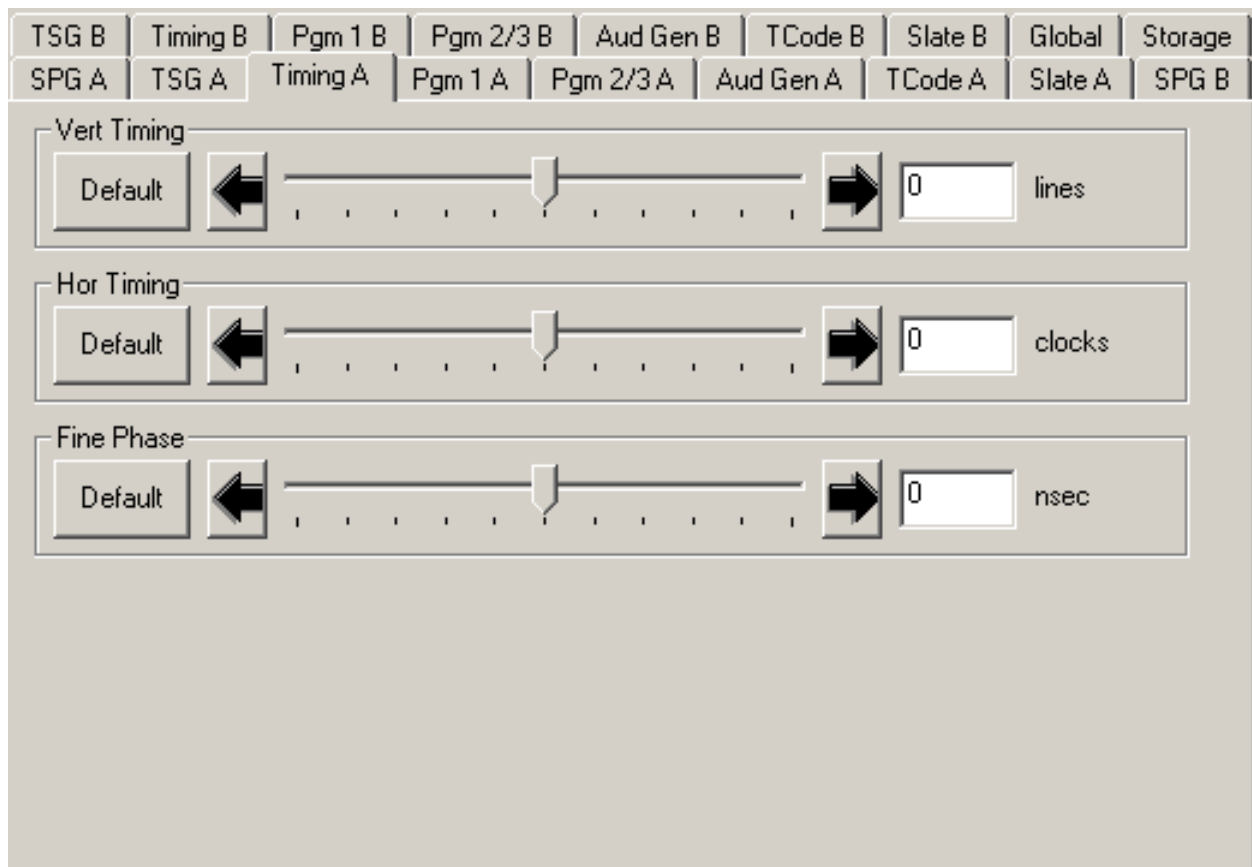 TSG B Timing B Pgm 1 B Pgm 2/3 B Aud Gen B TCode B Slate B Global Storage
SPG A TSG A Timing A Pgm 1 A Pgm 2/3 A Aud Gen A TCode A Slate A SPG B
Vert Timing
Default 0 lines
Hor Timing
Default 0 clocks
Fine Phase
Default 0 nsec